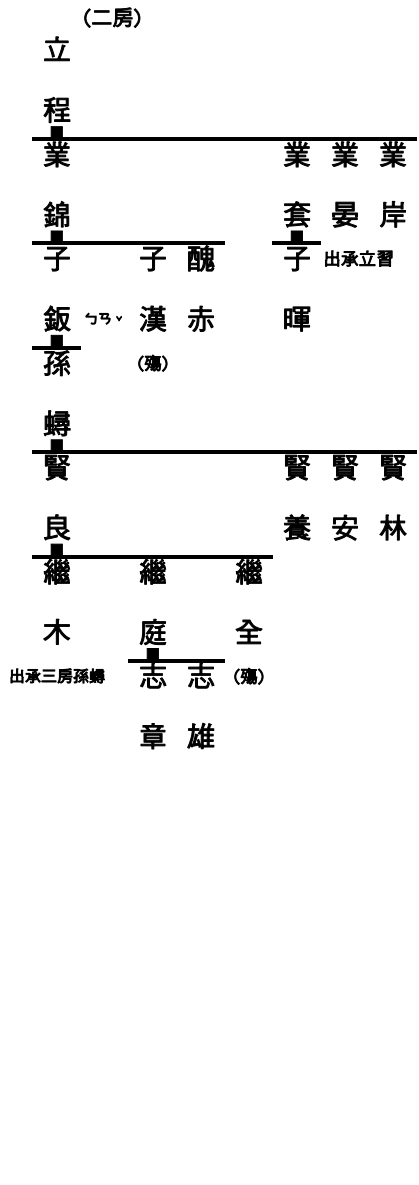 （二房）
立程
業錦 業套 業晏 業岸
子鈑 ㄅㄢˇ 子漢 醜赤 子暉 出承立習
孫蟳 （殤）
賢良 賢養 賢安 賢林
繼木 繼庭 繼全
出承三房孫蟳 志章 志雄 （殤）